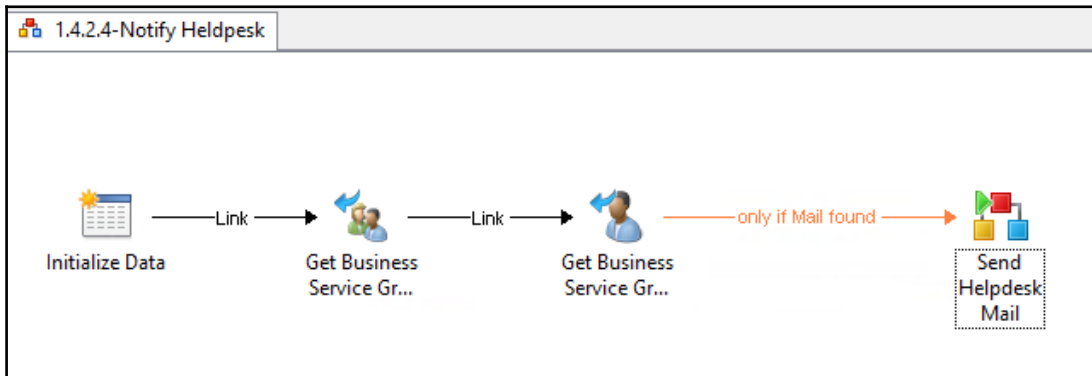 1.4.2.4-Notify Heldpesk
Link
Link
only if Mail found
Initialize Data
Get Business
Service Gr...
Get Business
Service Gr...
Send
Helpdesk
Mail